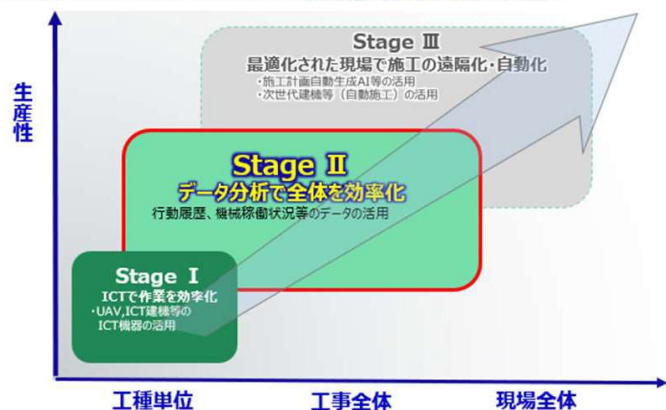 生産性
Stage Ⅲ
最適化された現場で施工の遠隔化・自動化
・施工計画自動生成AI等の活用
・次世代建機等（自動施工）の活用
Stage Ⅱ
データ分析で全体を効率化
行動履歴、機械稼働状況等のデータの活用
Stage Ⅰ
ICTで作業を効率化
・UAV,ICT建機等の
ICT機器の活用
工種単位
工事全体
現場全体